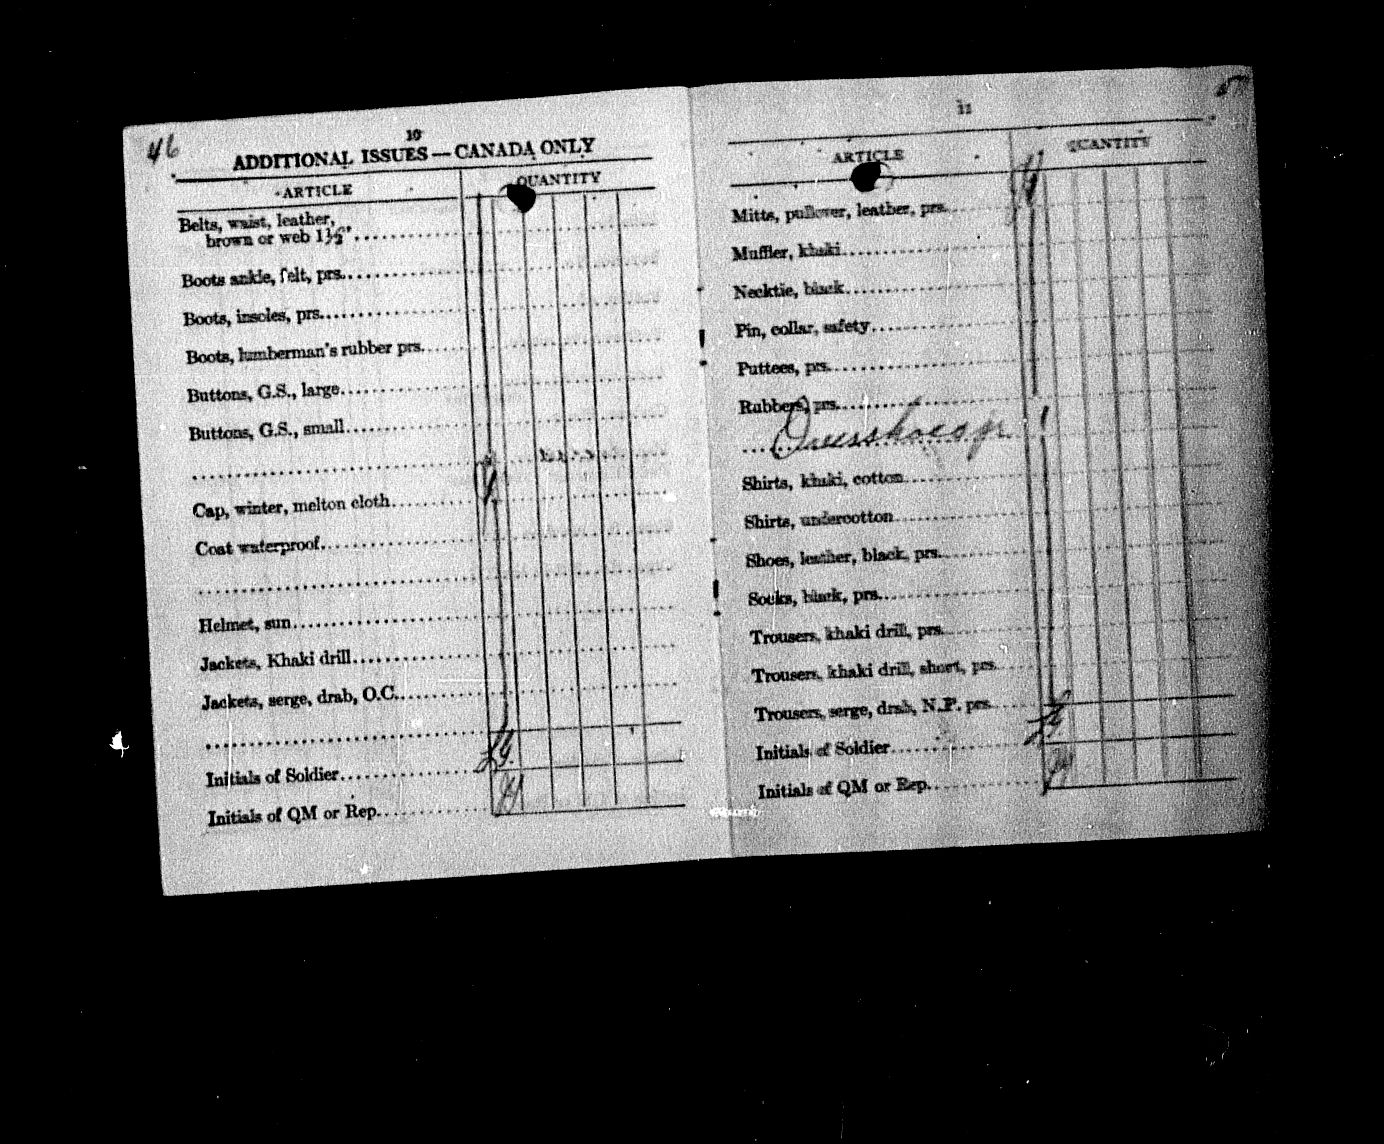 46
10
ADDITIONAL ISSUES — CANADA ONLY
ARTICLE QUANTITY
Belts, waist, leather,
brown or web 1½"
Boots ankle, felt, prs.
Boots, insoles, prs.
Boots, lumberman's rubber prs.
Buttons, G.S., large
Buttons, G.S., small
Cap, winter, melton cloth 1
Coat waterproof
Helmet, sun
Jackets, Khaki drill
Jackets, serge, drab, O.C.
Initials of Soldier
Initials of QM or Rep.
11
ARTICLE QUANTITY
Mitts, pullover, leather, prs. 1
Muffler, khaki
Necktie, black
Pin, collar, safety
Puttees, prs.
Rubbers, prs.
Overshoes pr 1
Shirts, khaki, cotton
Shirts, undercotton
Shoes, leather, black, prs.
Socks, black, prs.
Trousers, khaki drill, prs.
Trousers, khaki drill, short, prs.
Trousers, serge, drab, N.P. prs.
Initials of Soldier
Initials of QM or Rep.